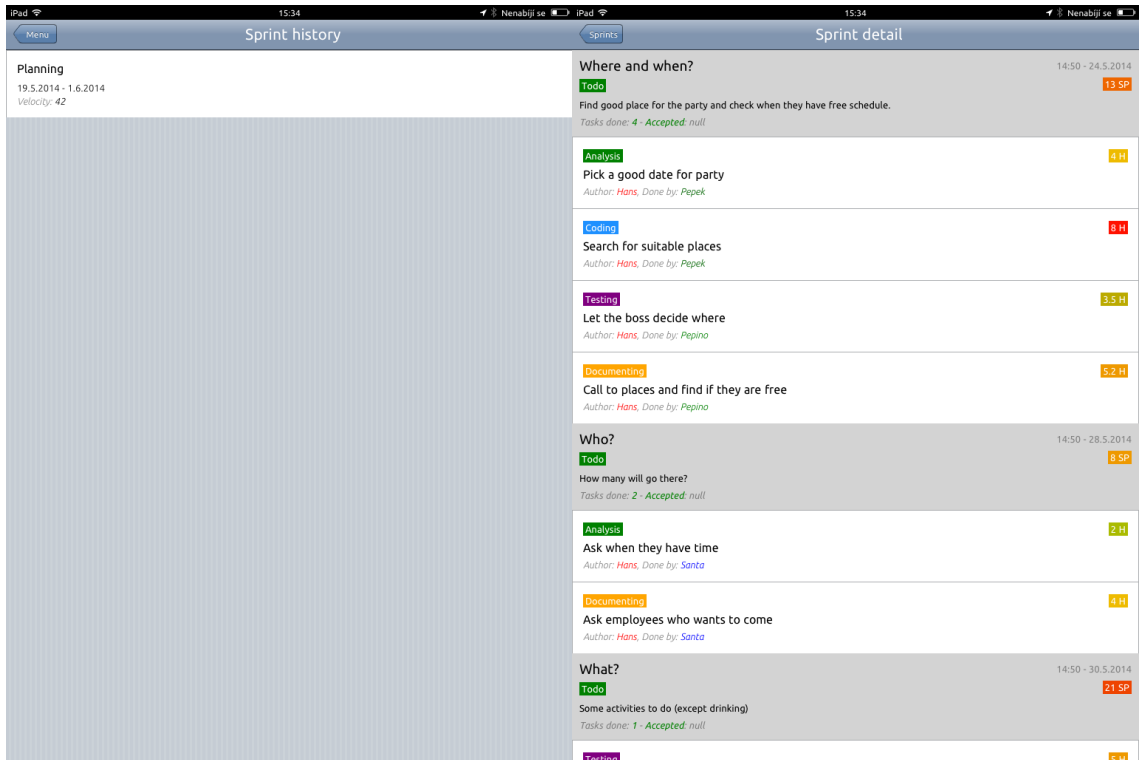 iPad 15:34 Nenabíjí se
Menu Sprint history
Planning
19.5.2014 - 1.6.2014
Velocity: 42
iPad 15:34 Nenabíjí se
Sprints Sprint detail
Where and when? 14:50 - 24.5.2014
Todo 13 SP
Find good place for the party and check when they have free schedule.
Tasks done: 4 - Accepted: null
Analysis 4 H
Pick a good date for party
Author: Hans, Done by: Pepek
Coding 8 H
Search for suitable places
Author: Hans, Done by: Pepek
Testing 3.5 H
Let the boss decide where
Author: Hans, Done by: Pepino
Documenting 5.2 H
Call to places and find if they are free
Author: Hans, Done by: Pepino
Who? 14:50 - 28.5.2014
Todo 8 SP
How many will go there?
Tasks done: 2 - Accepted: null
Analysis 2 H
Ask when they have time
Author: Hans, Done by: Santa
Documenting 4 H
Ask employees who wants to come
Author: Hans, Done by: Santa
What? 14:50 - 30.5.2014
Todo 21 SP
Some activities to do (except drinking)
Tasks done: 1 - Accepted: null
Testing 5 H